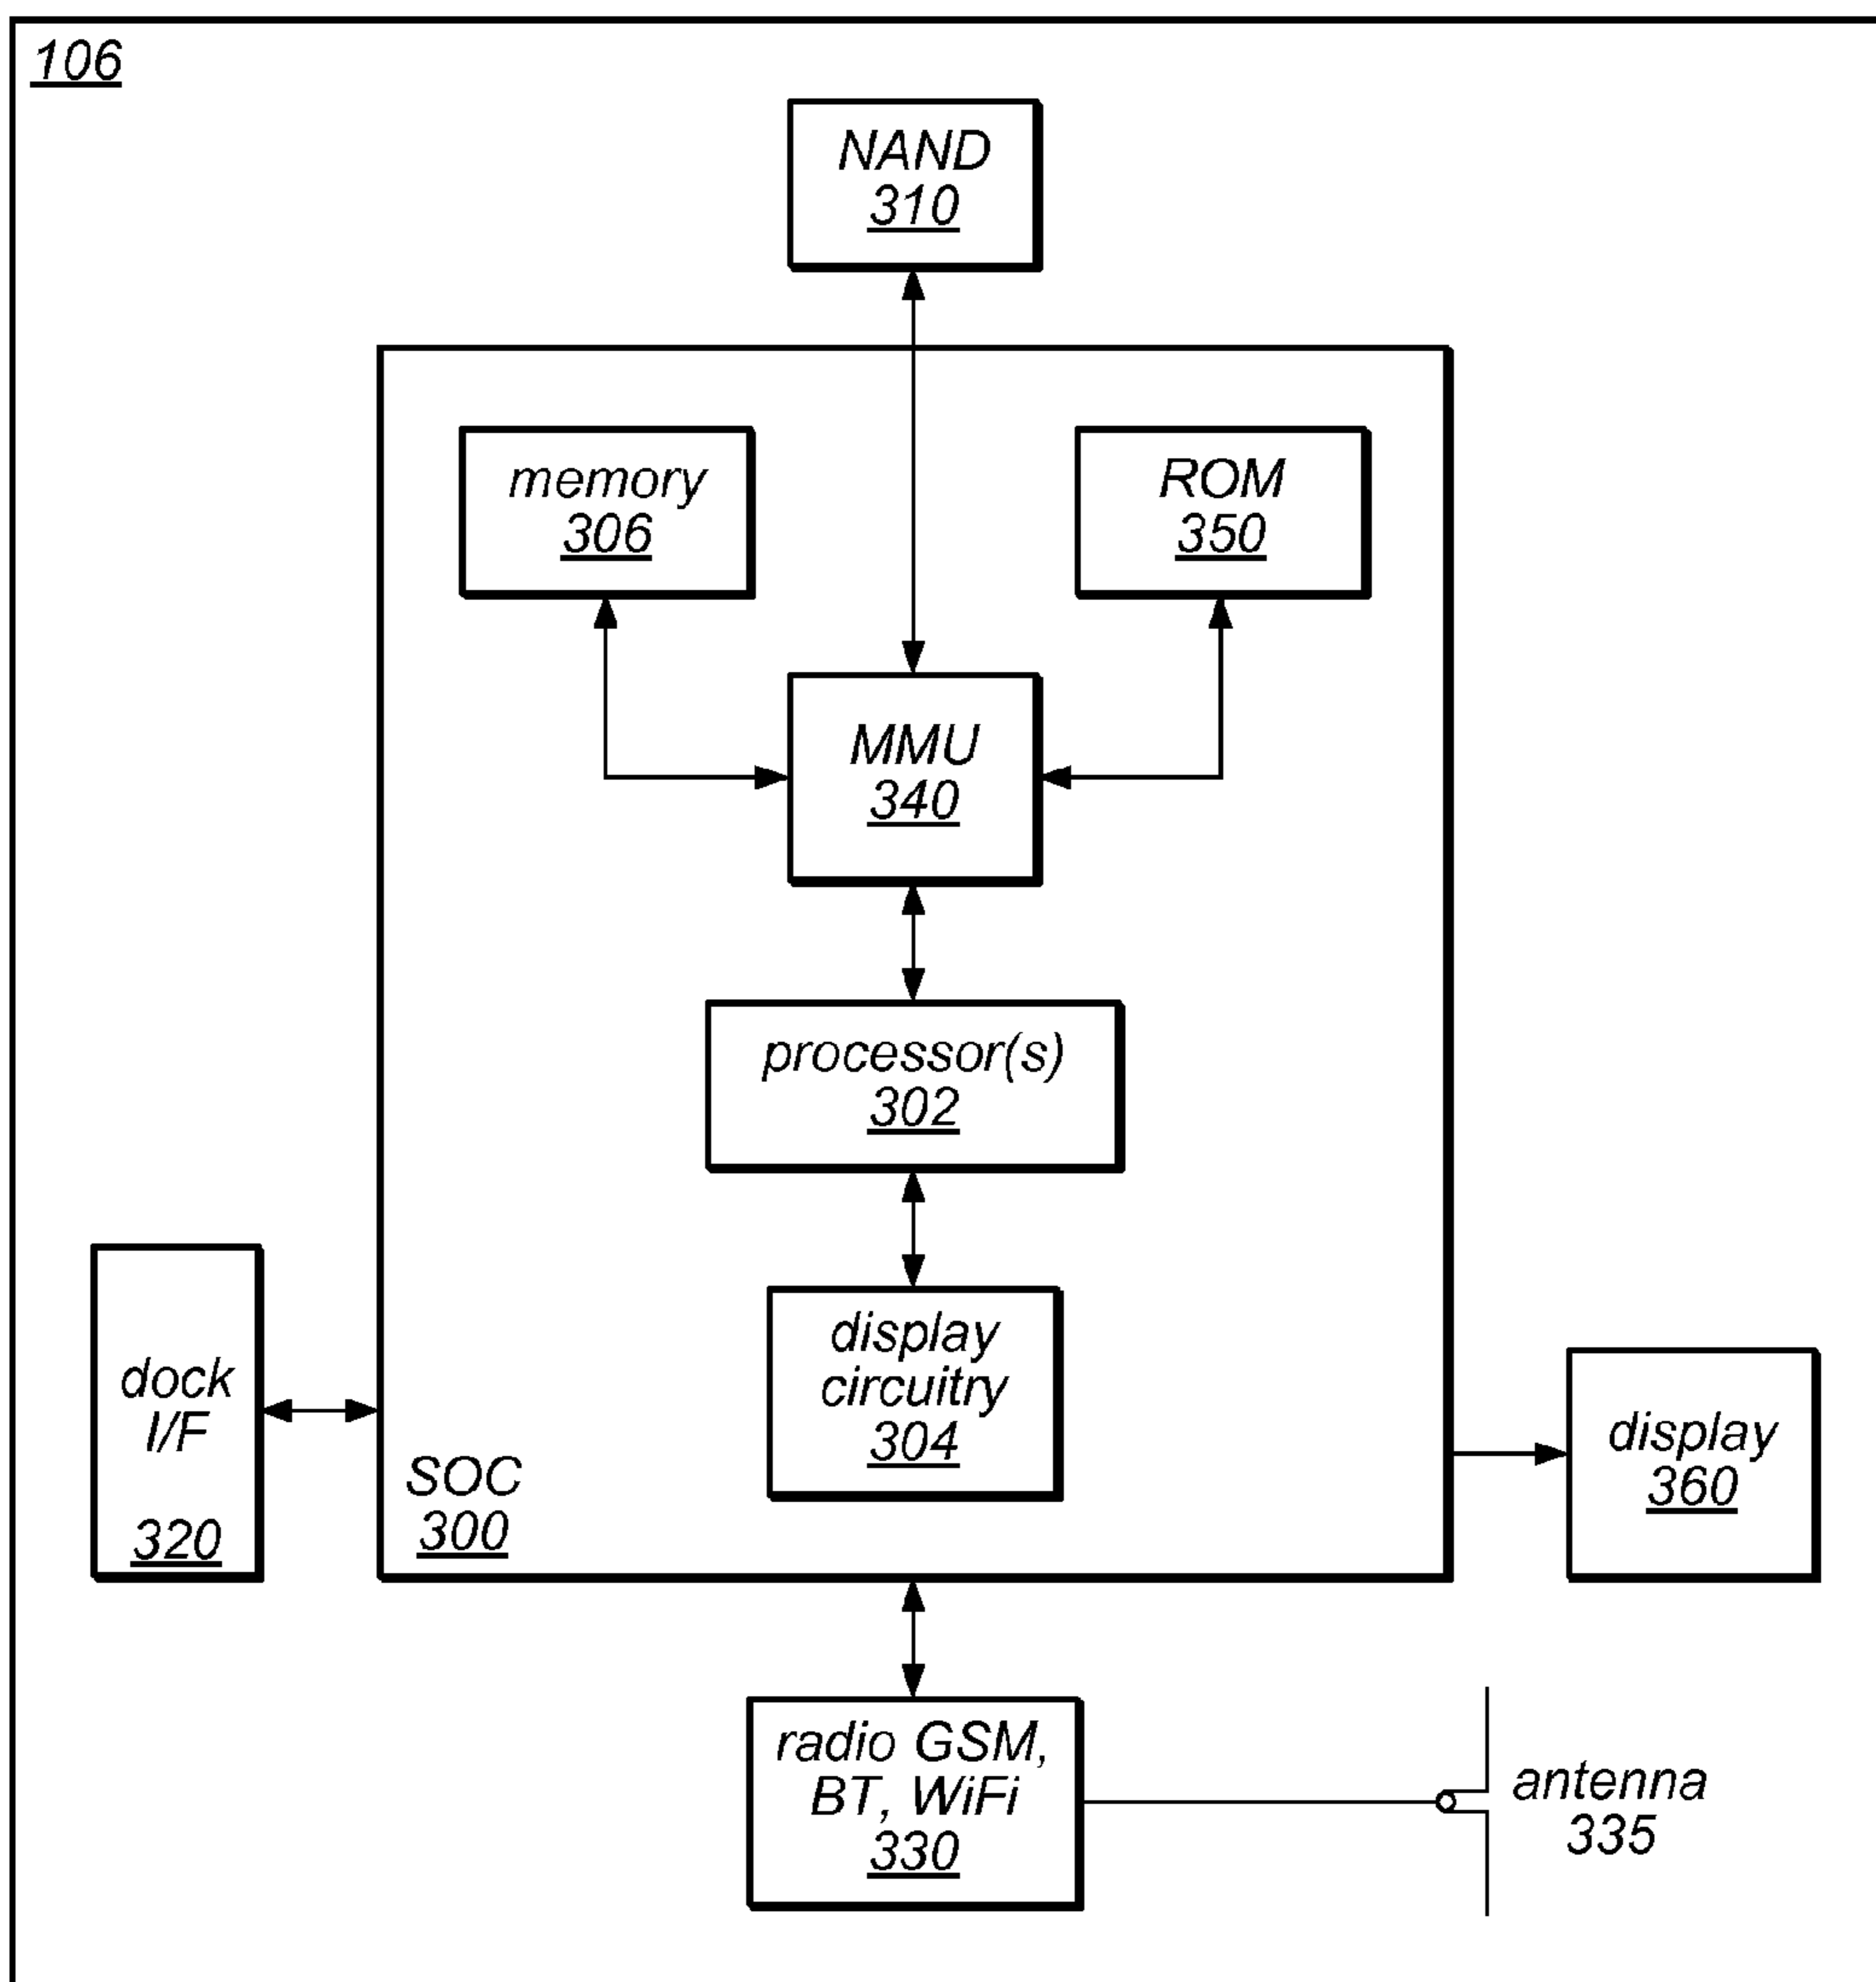 106
NAND
310
memory
306
ROM
350
MMU
340
processor(s)
302
display
circuitry
304
dock
I/F
320
SOC
300
display
360
radio GSM,
BT, WiFi
330
antenna
335